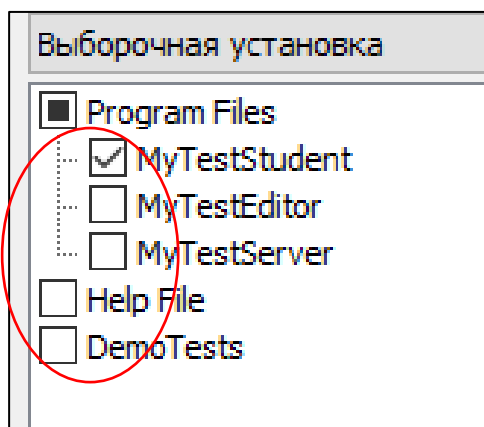 Выборочная установка
Program Files
MyTestStudent
MyTestEditor
MyTestServer
Help File
DemoTests